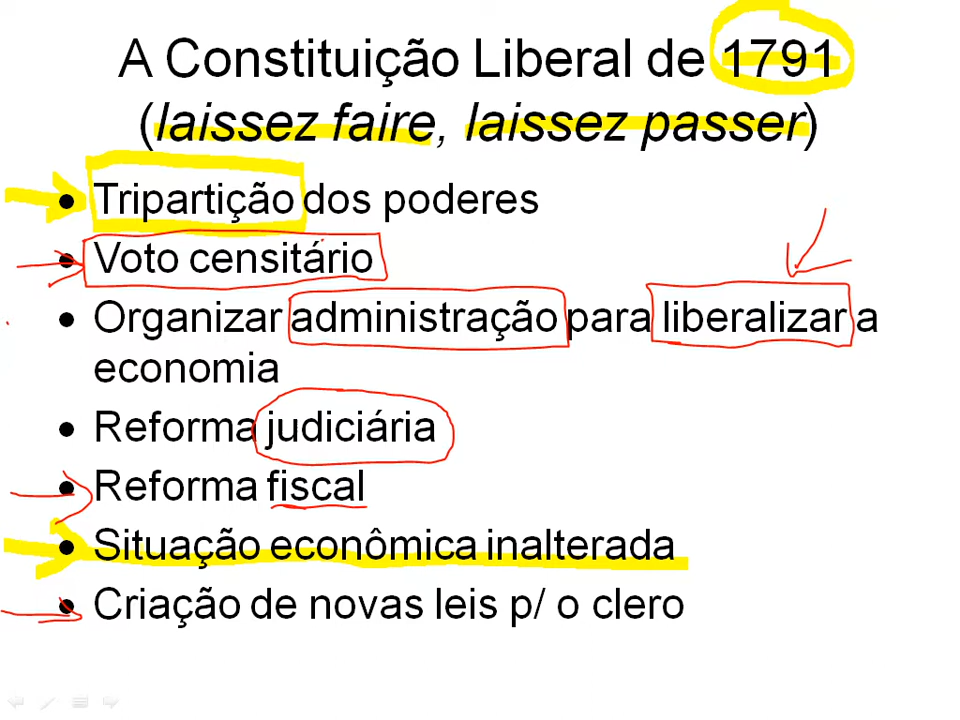 A Constituição Liberal de 1791
(laissez faire, laissez passer)
• Tripartição dos poderes
• Voto censitário
• Organizar administração para liberalizar a
economia
• Reforma judiciária
• Reforma fiscal
• Situação econômica inalterada
• Criação de novas leis p/ o clero